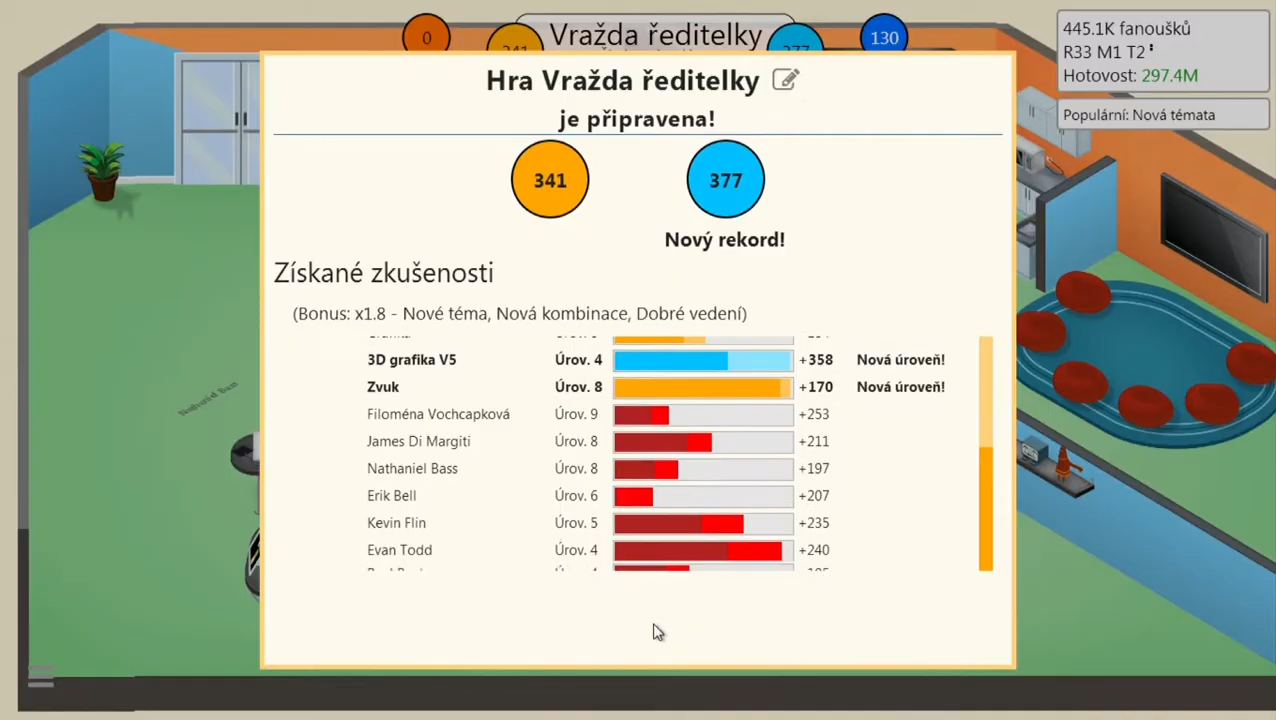 0
Vražda ředitelky
130
445.1K fanoušků
R33 M1 T2
Hotovost: 297.4M
Populární: Nová témata
Hra Vražda ředitelky
je připravena!
341
377
Nový rekord!
Získané zkušenosti
(Bonus: x1.8 - Nové téma, Nová kombinace, Dobré vedení)
3D grafika V5 Úrov. 4 +358 Nová úroveň!
Zvuk Úrov. 8 +170 Nová úroveň!
Filoména Vochcapková Úrov. 9 +253
James Di Margiti Úrov. 8 +211
Nathaniel Bass Úrov. 8 +197
Erik Bell Úrov. 6 +207
Kevin Flin Úrov. 5 +235
Evan Todd Úrov. 4 +240